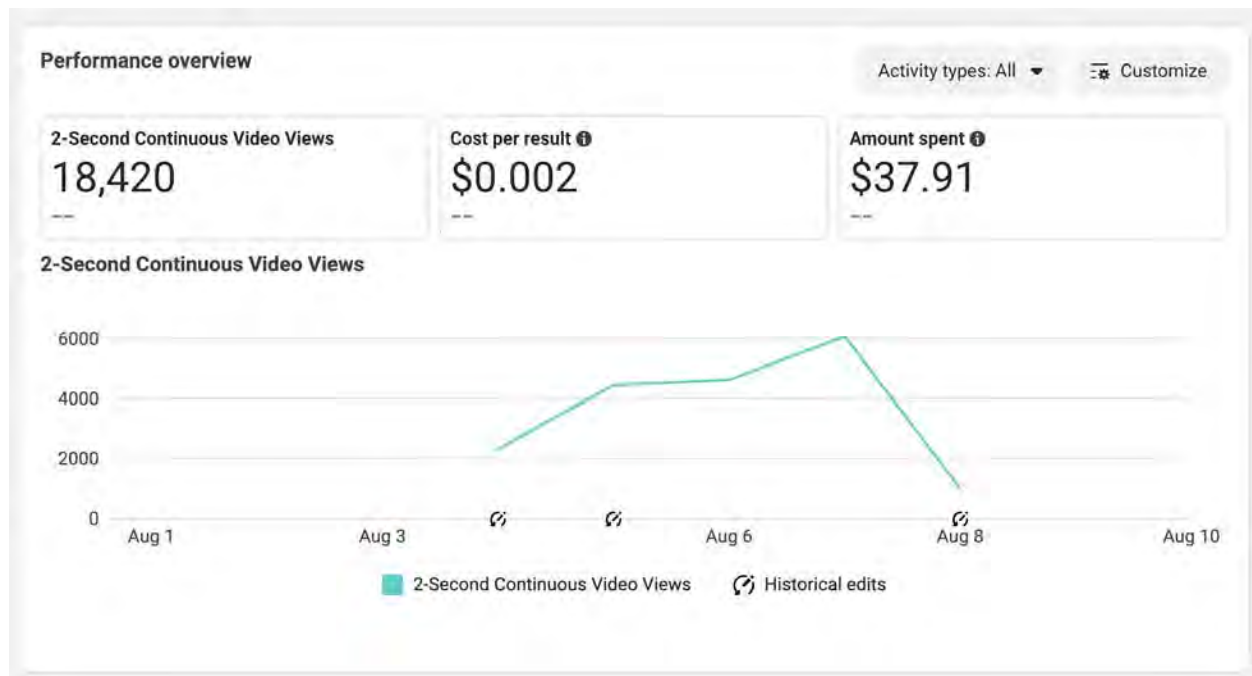 Performance overview
Activity types: All
Customize
2-Second Continuous Video Views
18,420
--
Cost per result
$0.002
--
Amount spent
$37.91
--
2-Second Continuous Video Views
6000
4000
2000
0
Aug 1 Aug 3 Aug 6 Aug 8 Aug 10
2-Second Continuous Video Views Historical edits